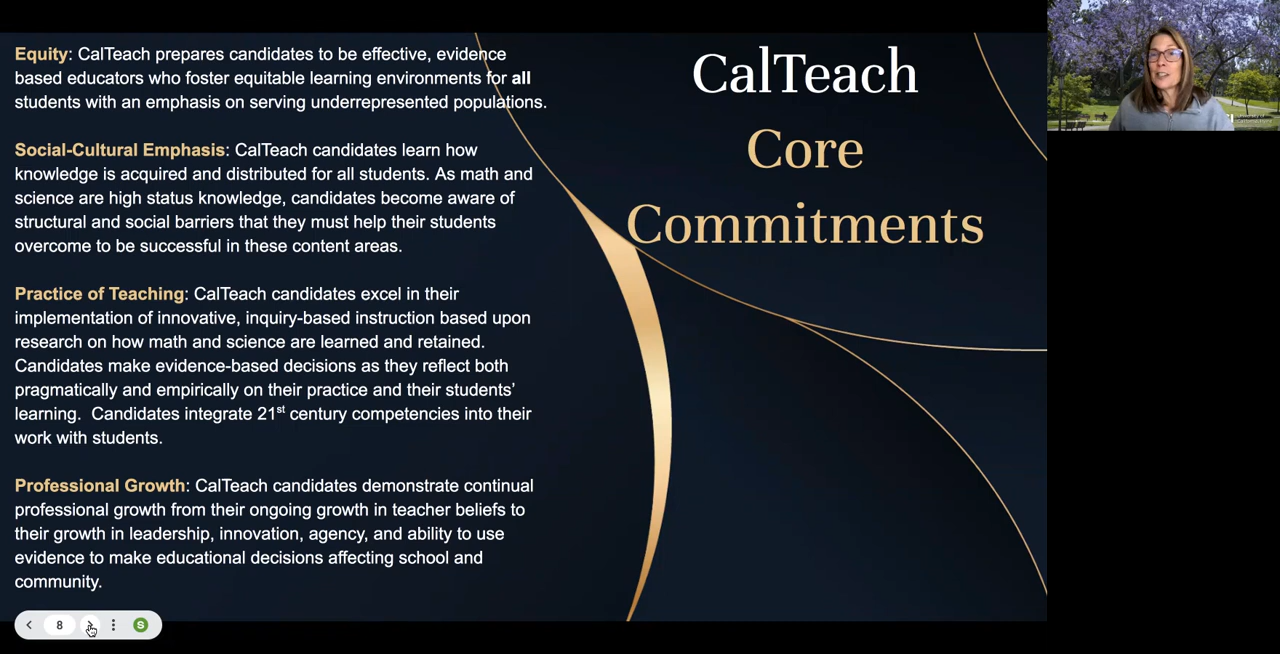 Equity: CalTeach prepares candidates to be effective, evidence
based educators who foster equitable learning environments for all
students with an emphasis on serving underrepresented populations.
Social-Cultural Emphasis: CalTeach candidates learn how
knowledge is acquired and distributed for all students. As math and
science are high status knowledge, candidates become aware of
structural and social barriers that they must help their students
overcome to be successful in these content areas.
Practice of Teaching: CalTeach candidates excel in their
implementation of innovative, inquiry-based instruction based upon
research on how math and science are learned and retained.
Candidates make evidence-based decisions as they reflect both
pragmatically and empirically on their practice and their students’
learning.  Candidates integrate 21st century competencies into their
work with students.
Professional Growth: CalTeach candidates demonstrate continual
professional growth from their ongoing growth in teacher beliefs to
their growth in leadership, innovation, agency, and ability to use
evidence to make educational decisions affecting school and
community.
CalTeach
Core
Commitments
8
S